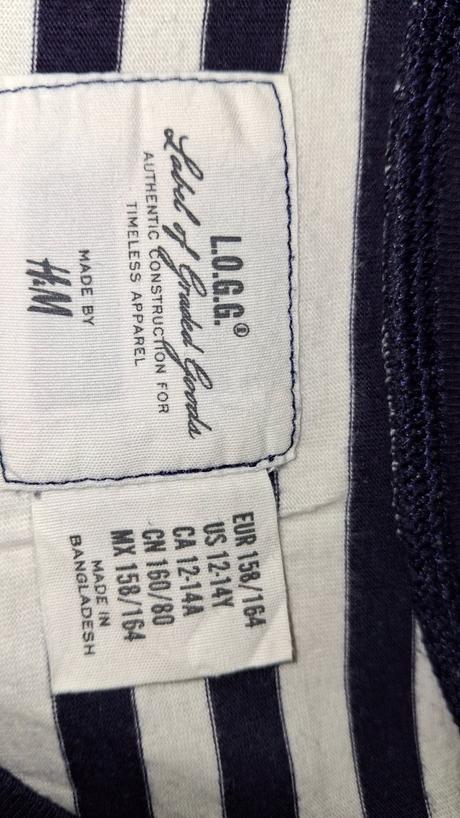 L.O.G.G.®
Label of Graded Goods
AUTHENTIC CONSTRUCTION FOR
TIMELESS APPAREL
MADE BY
H&M
EUR 158/164
US 12-14Y
CA 12-14A
CN 160/80
MX 158/164
MADE IN
BANGLADESH